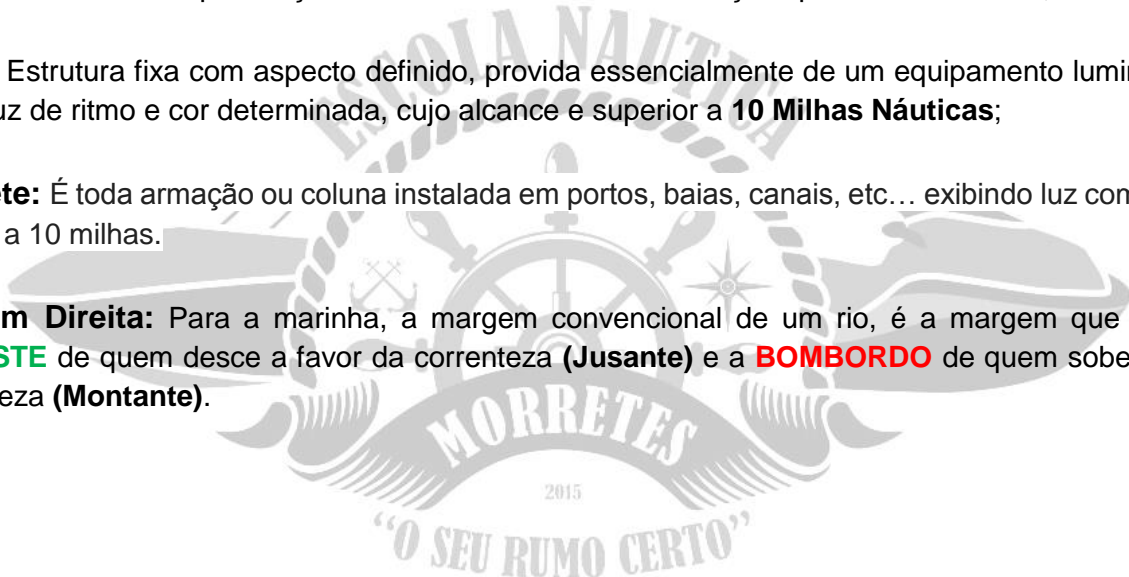 Estrutura fixa com aspecto definido, provida essencialmente de um equipamento lumin
uz de ritmo e cor determinada, cujo alcance e superior a 10 Milhas Náuticas;
ete: É toda armação ou coluna instalada em portos, baias, canais, etc… exibindo luz com
a 10 milhas.
m Direita: Para a marinha, a margem convencional de um rio, é a margem que
STE de quem desce a favor da correnteza (Jusante) e a BOMBORDO de quem sobe
eza (Montante).
ESCOLA NAUTICA
MORRETES
2015
“O SEU RUMO CERTO”